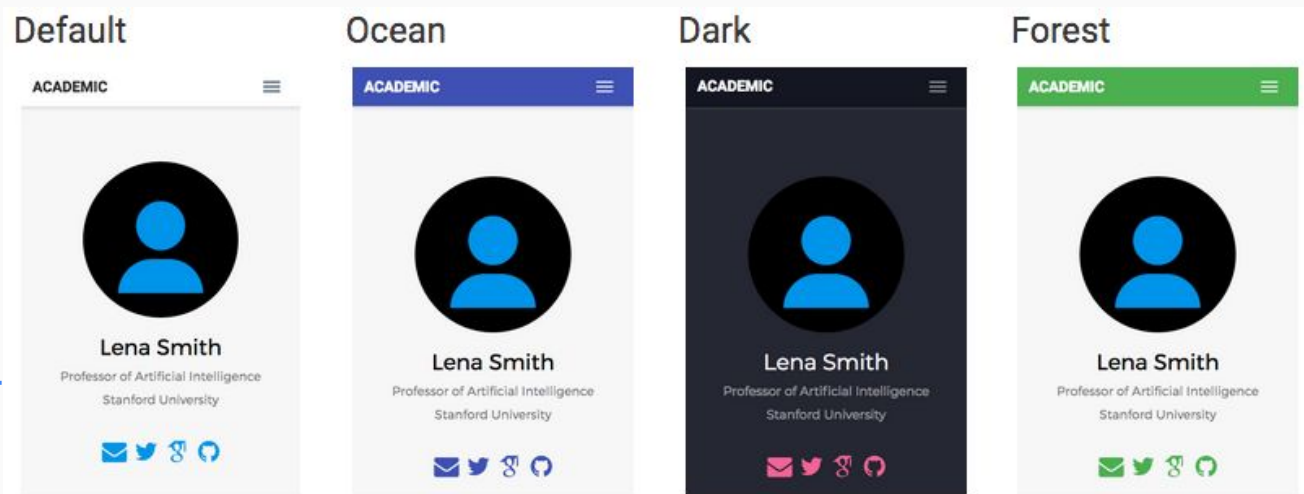 Default
ACADEMIC
Lena Smith
Professor of Artificial Intelligence
Stanford University
Ocean
ACADEMIC
Lena Smith
Professor of Artificial Intelligence
Stanford University
Dark
ACADEMIC
Lena Smith
Professor of Artificial Intelligence
Stanford University
Forest
ACADEMIC
Lena Smith
Professor of Artificial Intelligence
Stanford University